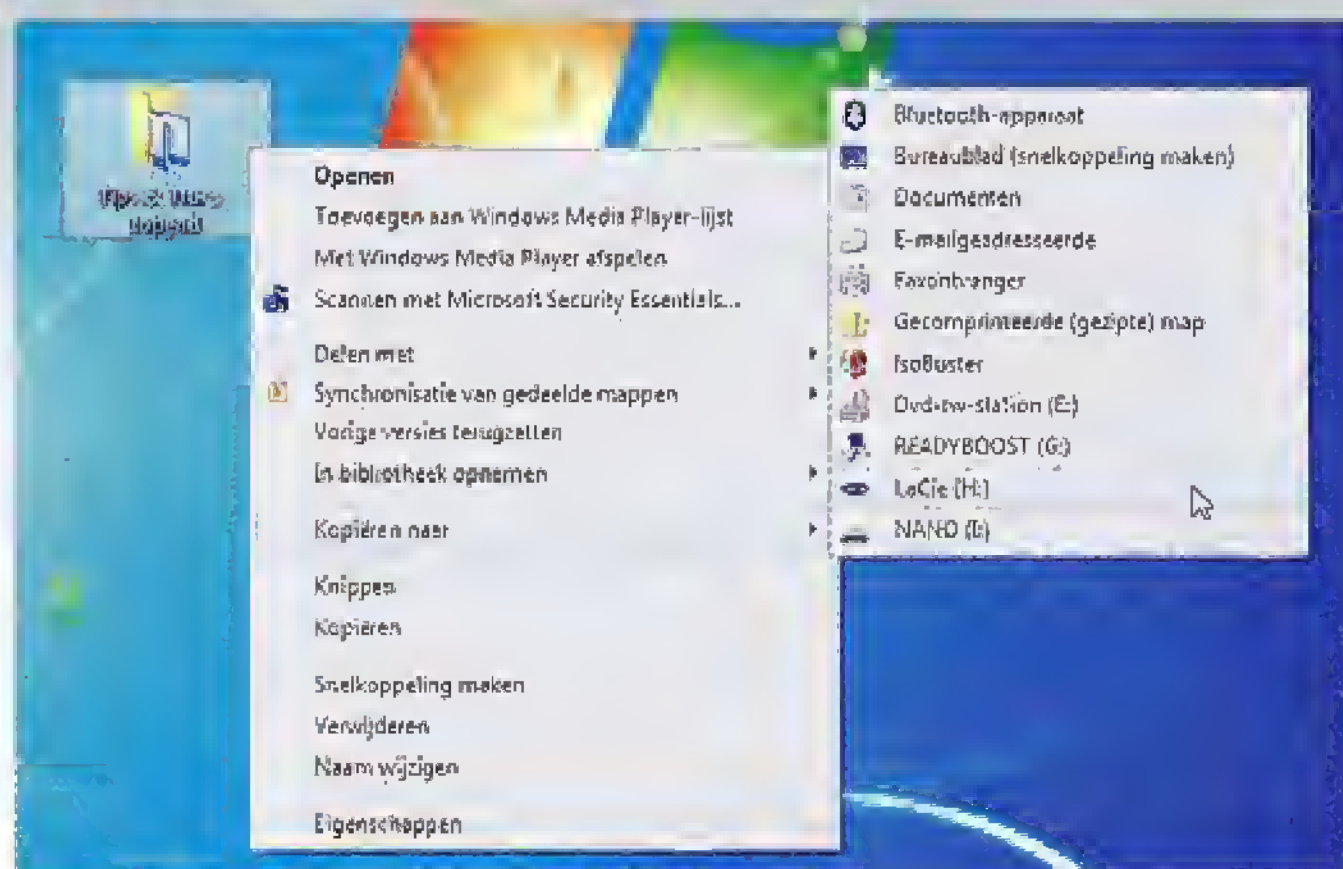 Openen
Toevoegen aan Windows Media Player-lijst
Met Windows Media Player afspelen
Scannen met Microsoft Security Essentials...
Delen met
Synchronisatie van gedeelde mappen
Vorige versies terugzetten
In bibliotheek opnemen
Kopiëren naar
Knippen
Kopiëren
Snelkoppeling maken
Verwijderen
Naam wijzigen
Eigenschappen
Bluetooth-apparaat
Bureaublad (snelkoppeling maken)
Documenten
E-mailgeadresseerde
Faxontvanger
Gecomprimeerde (gezipte) map
IsoBuster
Dvd-rw-station (E:)
READYBOOST (G:)
LaCie (H:)
NANO (I:)